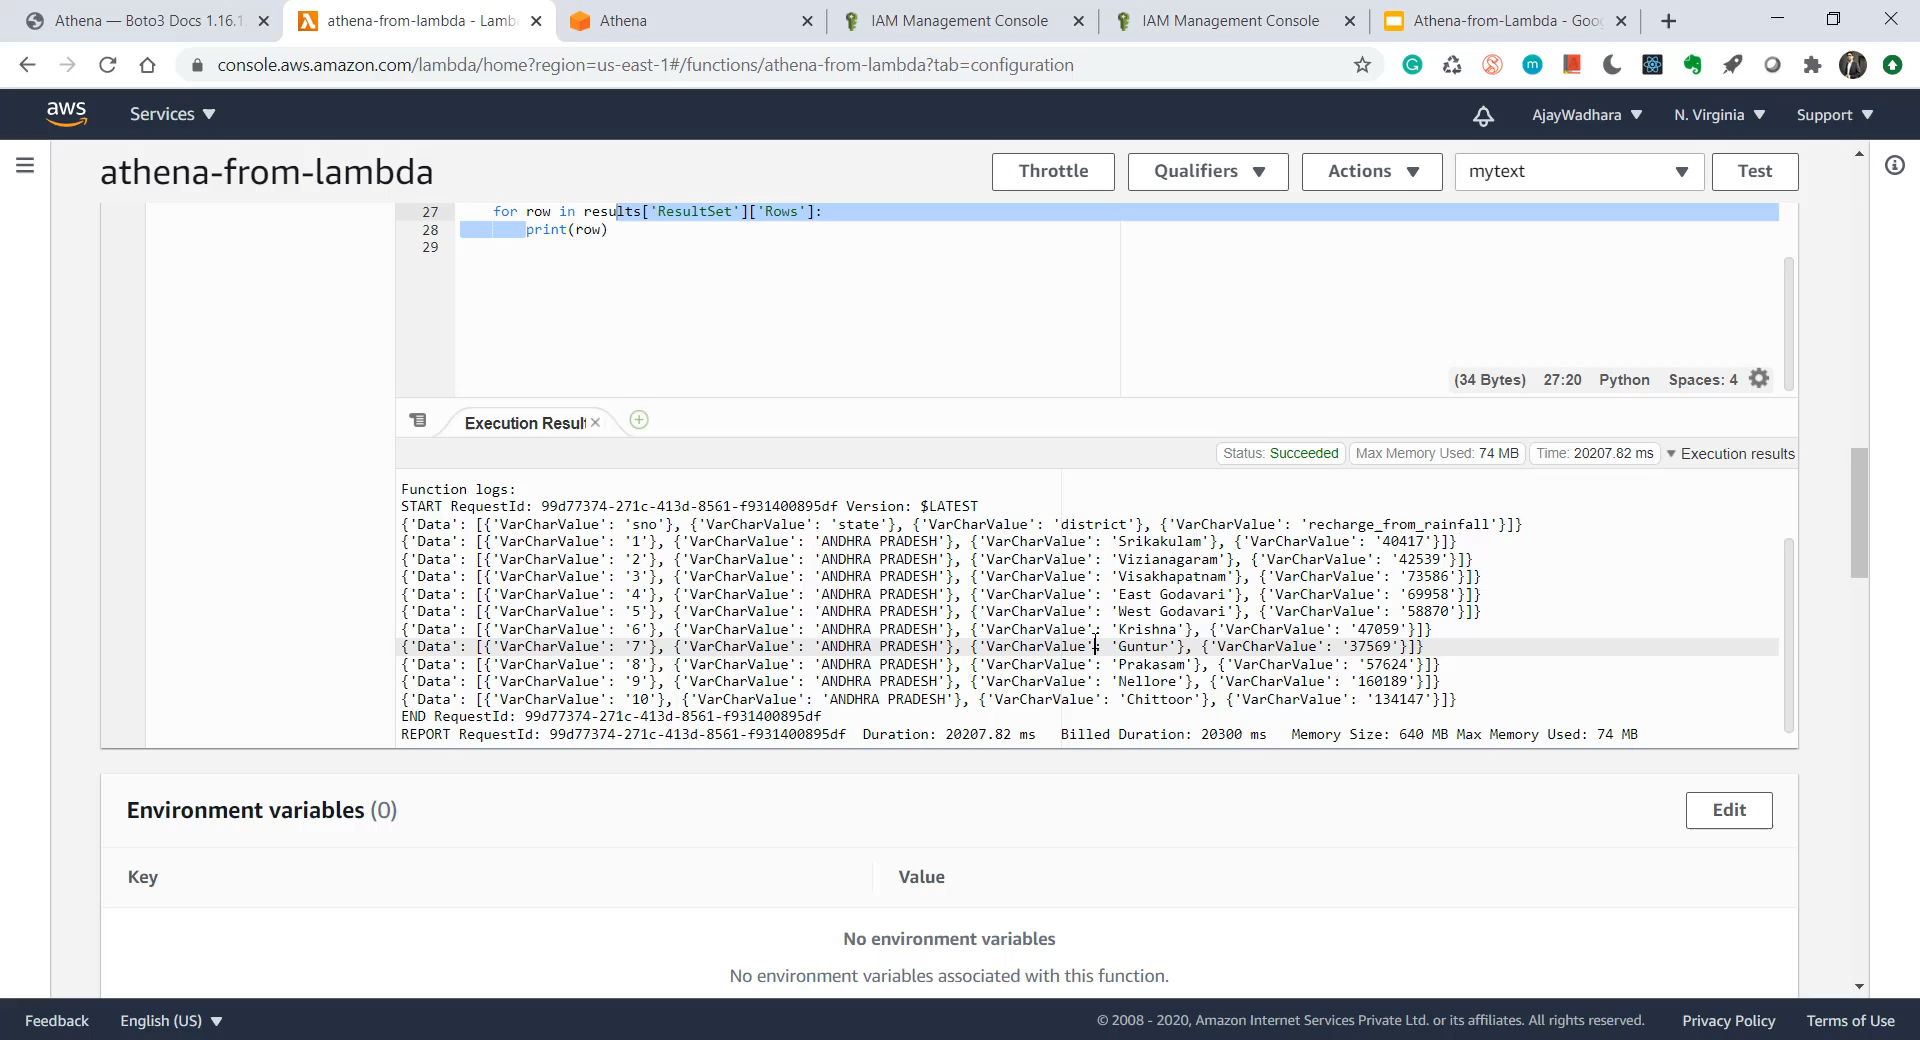 Athena — Boto3 Docs 1.16.1
athena-from-lambda - Lamb
Athena
IAM Management Console
IAM Management Console
Athena-from-Lambda - Goo
console.aws.amazon.com/lambda/home?region=us-east-1#/functions/athena-from-lambda?tab=configuration
aws
Services
AjayWadhara
N. Virginia
Support
athena-from-lambda
Throttle
Qualifiers
Actions
mytext
Test
27 for row in results['ResultSet']['Rows']:
28 print(row)
29
(34 Bytes) 27:20 Python Spaces: 4
Execution Result
Status: Succeeded
Max Memory Used: 74 MB
Time: 20207.82 ms
Execution results
Function logs:
START RequestId: 99d77374-271c-413d-8561-f931400895df Version: $LATEST
{'Data': [{'VarCharValue': 'sno'}, {'VarCharValue': 'state'}, {'VarCharValue': 'district'}, {'VarCharValue': 'recharge_from_rainfall'}]}
{'Data': [{'VarCharValue': '1'}, {'VarCharValue': 'ANDHRA PRADESH'}, {'VarCharValue': 'Srikakulam'}, {'VarCharValue': '40417'}]}
{'Data': [{'VarCharValue': '2'}, {'VarCharValue': 'ANDHRA PRADESH'}, {'VarCharValue': 'Vizianagaram'}, {'VarCharValue': '42539'}]}
{'Data': [{'VarCharValue': '3'}, {'VarCharValue': 'ANDHRA PRADESH'}, {'VarCharValue': 'Visakhapatnam'}, {'VarCharValue': '73586'}]}
{'Data': [{'VarCharValue': '4'}, {'VarCharValue': 'ANDHRA PRADESH'}, {'VarCharValue': 'East Godavari'}, {'VarCharValue': '69958'}]}
{'Data': [{'VarCharValue': '5'}, {'VarCharValue': 'ANDHRA PRADESH'}, {'VarCharValue': 'West Godavari'}, {'VarCharValue': '58870'}]}
{'Data': [{'VarCharValue': '6'}, {'VarCharValue': 'ANDHRA PRADESH'}, {'VarCharValue': 'Krishna'}, {'VarCharValue': '47059'}]}
{'Data': [{'VarCharValue': '7'}, {'VarCharValue': 'ANDHRA PRADESH'}, {'VarCharValue': 'Guntur'}, {'VarCharValue': '37569'}]}
{'Data': [{'VarCharValue': '8'}, {'VarCharValue': 'ANDHRA PRADESH'}, {'VarCharValue': 'Prakasam'}, {'VarCharValue': '57624'}]}
{'Data': [{'VarCharValue': '9'}, {'VarCharValue': 'ANDHRA PRADESH'}, {'VarCharValue': 'Nellore'}, {'VarCharValue': '160189'}]}
{'Data': [{'VarCharValue': '10'}, {'VarCharValue': 'ANDHRA PRADESH'}, {'VarCharValue': 'Chittoor'}, {'VarCharValue': '134147'}]}
END RequestId: 99d77374-271c-413d-8561-f931400895df
REPORT RequestId: 99d77374-271c-413d-8561-f931400895df Duration: 20207.82 ms Billed Duration: 20300 ms Memory Size: 640 MB Max Memory Used: 74 MB
Environment variables (0)
Edit
Key
Value
No environment variables
No environment variables associated with this function.
Feedback
English (US)
© 2008 - 2020, Amazon Internet Services Private Ltd. or its affiliates. All rights reserved.
Privacy Policy
Terms of Use